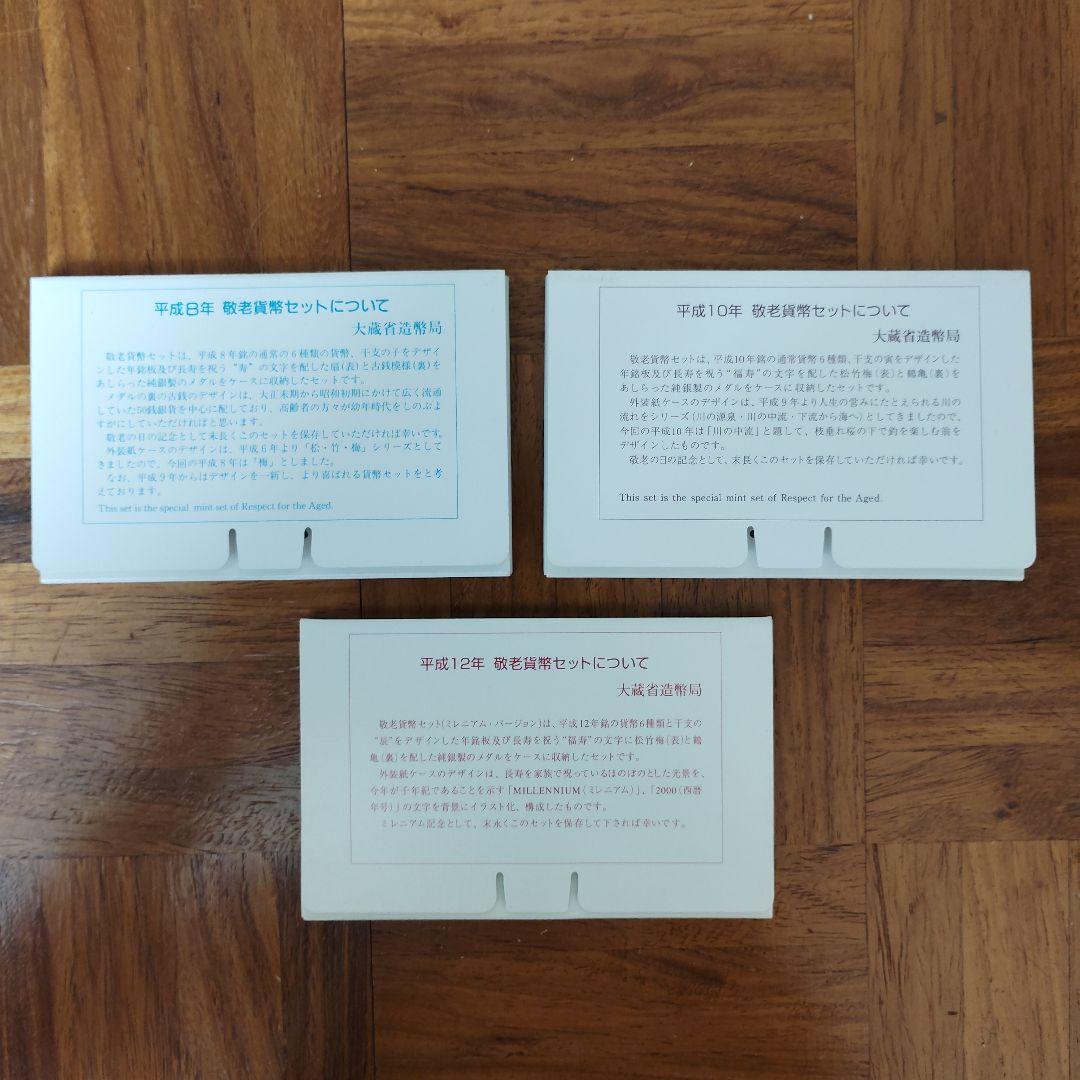 平成8年 敬老貨幣セットについて
大蔵省造幣局
敬老貨幣セットは、平成8年銘の通常の6種類の貨幣、干支の子をデザイ
ンした年銘板及び長寿を祝う“寿”の文字を配した扇(表)と古銭模様(裏)を
あしらった純銀製のメダルをケースに収納したセットです。
メダルの裏の古銭のデザインは、大正末期から昭和初期にかけて広く流通
していた50銭銀貨を中心に配しており、高齢者の方々が幼年時代をしのぶよ
すがにしていただければと思います。
敬老の日の記念として末長くこのセットを保存していただければ幸いです。
外装紙ケースのデザインは、平成6年より「松・竹・梅」シリーズとして
きましたので、今回の平成8年は「梅」としました。
なお、平成9年からはデザインを一新し、より喜ばれる貨幣セットをと考
えております。
This set is the special mint set of Respect for the Aged.
平成10年 敬老貨幣セットについて
大蔵省造幣局
敬老貨幣セットは、平成10年銘の通常貨幣6種類、干支の寅をデザインした
年銘板及び長寿を祝う“福寿”の文字を配した松竹梅(表)と鶴亀(裏)を
あしらった純銀製のメダルをケースに収納したセットです。
外装紙ケースのデザインは、平成9年より人生の営みにたとえられる川の
流れをシリーズ(川の源泉・川の中流・下流から海へ)としてきましたので、
今回の平成10年は「川の中流」と題して、枝垂れ桜の下で釣を楽しむ翁を
デザインしたものです。
敬老の日の記念として、末長くこのセットを保存していただければ幸いです。
This set is the special mint set of Respect for the Aged.
平成12年 敬老貨幣セットについて
大蔵省造幣局
敬老貨幣セット(ミレニアム・バージョン)は、平成12年銘の貨幣6種類と干支の
“辰”をデザインした年銘板及び長寿を祝う“福寿”の文字に松竹梅(表)と鶴
亀(裏)を配した純銀製のメダルをケースに収納したセットです。
外装紙ケースのデザインは、長寿を家族で祝っているほのぼのとした光景を、
今年が千年紀であることを示す「MILLENNIUM(ミレニアム)」、「2000(西暦
年号)」の文字を背景にイラスト化、構成したものです。
ミレニアム記念として、末永くこのセットを保存して下されば幸いです。